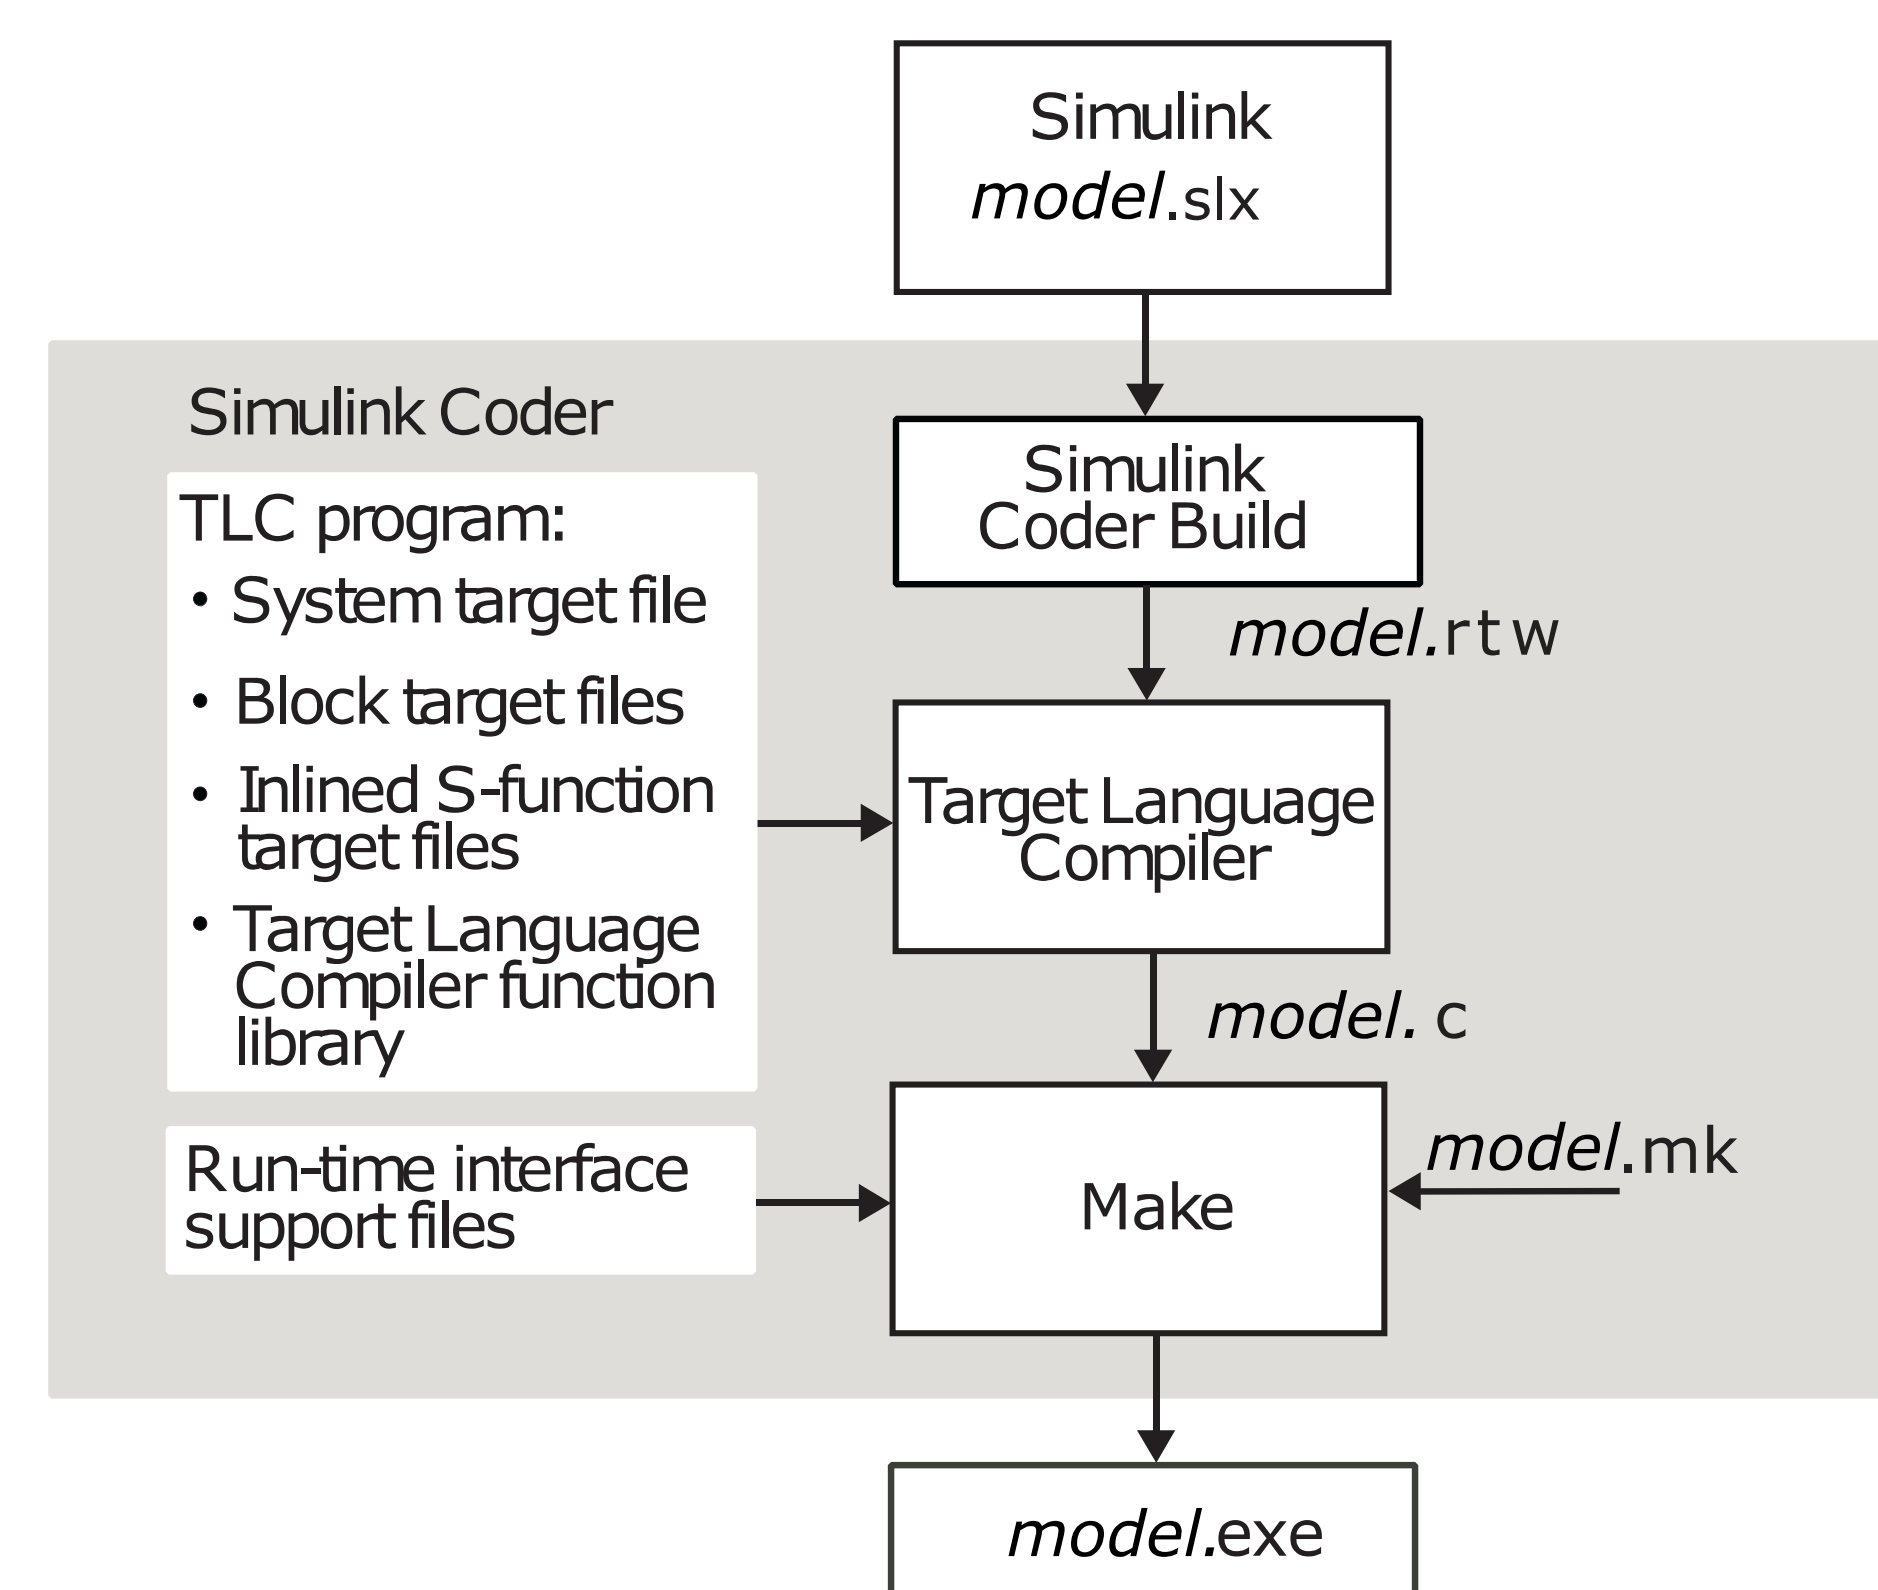 Simulink
model.slx
Simulink Coder
Simulink
Coder Build
TLC program:
• System target file
• Block target files
• Inlined S-function
target files
• Target Language
Compiler function
library
model.rtw
Target Language
Compiler
model. c
Run-time interface
support files
Make
model.mk
model.exe